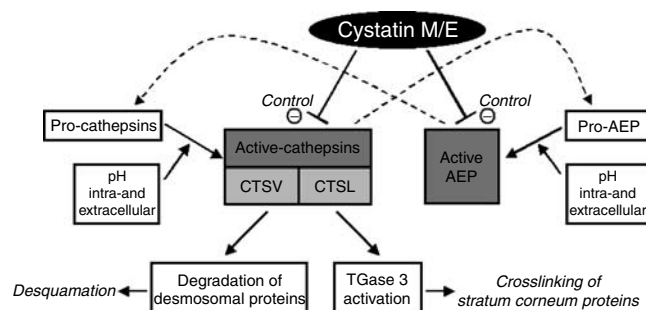 Cystatin M/E
Control
Control
⊖
⊖
Pro-cathepsins
Pro-AEP
Active-cathepsins
CTSV
CTSL
Active
AEP
pH
intra-and
extracellular
pH
intra-and
extracellular
Desquamation
Degradation of
desmosomal proteins
TGase 3
activation
Crosslinking of
stratum corneum proteins